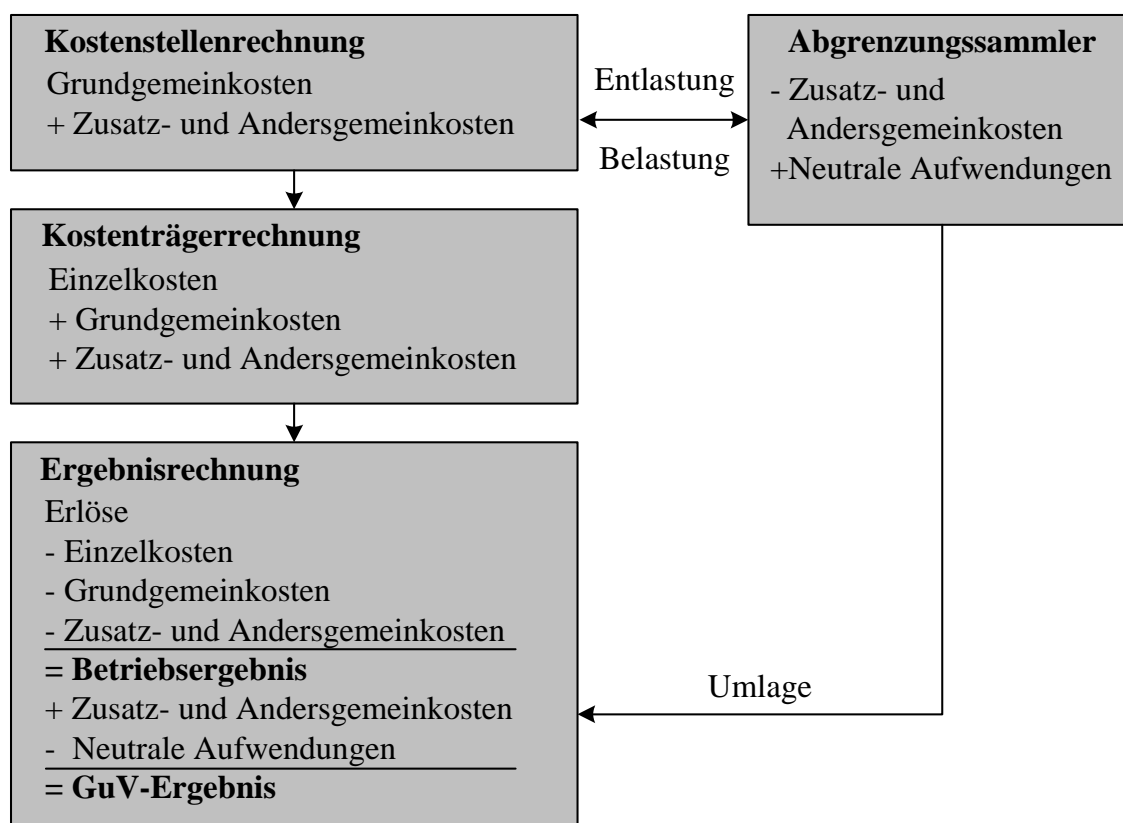 Kostenstellenrechnung
Grundgemeinkosten
+ Zusatz- und Andersgemeinkosten
Entlastung
Belastung
Abgrenzungssammler
- Zusatz- und
Andersgemeinkosten
+Neutrale Aufwendungen
Kostenträgerrechnung
Einzelkosten
+ Grundgemeinkosten
+ Zusatz- und Andersgemeinkosten
Ergebnisrechnung
Erlöse
- Einzelkosten
- Grundgemeinkosten
- Zusatz- und Andersgemeinkosten
= Betriebsergebnis
+ Zusatz- und Andersgemeinkosten
- Neutrale Aufwendungen
= GuV-Ergebnis
Umlage